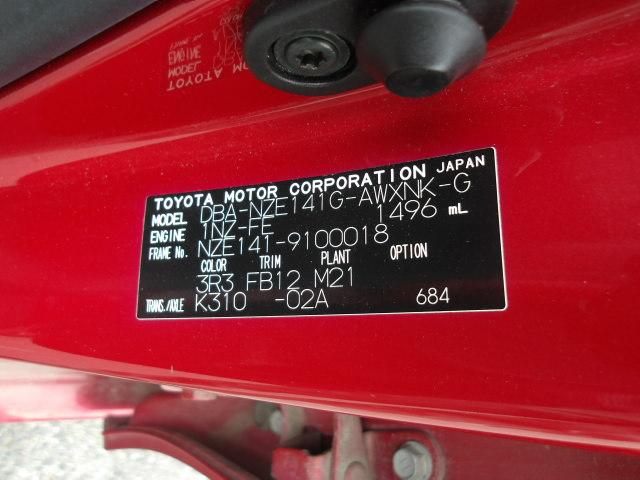 TOYOTA MOTOR CORPORATION JAPAN
MODEL DBA-NZE141G-AWXNK-G
ENGINE 1NZ-FE 1496 mL
FRAME No. NZE141-9100018
COLOR TRIM PLANT OPTION
3R3 FB12 M21
TRANS./AXLE K310 -02A 684